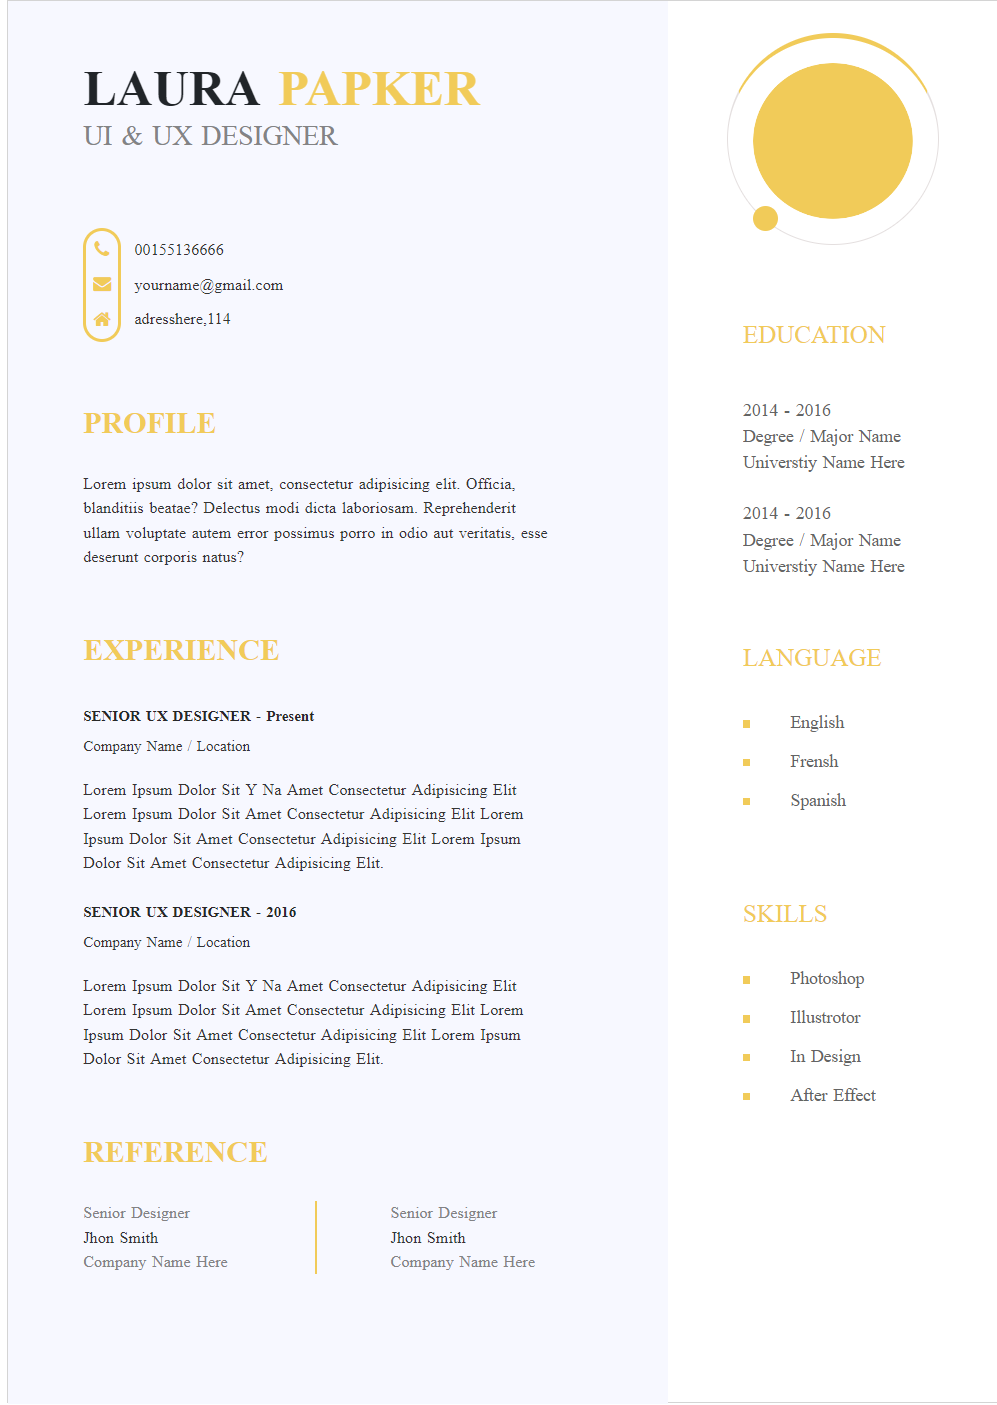 LAURA PAPKER
UI & UX DESIGNER
00155136666
yourname@gmail.com
adresshere,114
PROFILE
Lorem ipsum dolor sit amet, consectetur adipisicing elit. Officia,
blanditiis beatae? Delectus modi dicta laboriosam. Reprehenderit
ullam voluptate autem error possimus porro in odio aut veritatis, esse
deserunt corporis natus?
EXPERIENCE
SENIOR UX DESIGNER - Present
Company Name / Location
Lorem Ipsum Dolor Sit Y Na Amet Consectetur Adipisicing Elit
Lorem Ipsum Dolor Sit Amet Consectetur Adipisicing Elit Lorem
Ipsum Dolor Sit Amet Consectetur Adipisicing Elit Lorem Ipsum
Dolor Sit Amet Consectetur Adipisicing Elit.
SENIOR UX DESIGNER - 2016
Company Name / Location
Lorem Ipsum Dolor Sit Y Na Amet Consectetur Adipisicing Elit
Lorem Ipsum Dolor Sit Amet Consectetur Adipisicing Elit Lorem
Ipsum Dolor Sit Amet Consectetur Adipisicing Elit Lorem Ipsum
Dolor Sit Amet Consectetur Adipisicing Elit.
REFERENCE
Senior Designer
Jhon Smith
Company Name Here
Senior Designer
Jhon Smith
Company Name Here
EDUCATION
2014 - 2016
Degree / Major Name
Universtiy Name Here
2014 - 2016
Degree / Major Name
Universtiy Name Here
LANGUAGE
English
Frensh
Spanish
SKILLS
Photoshop
Illustrotor
In Design
After Effect